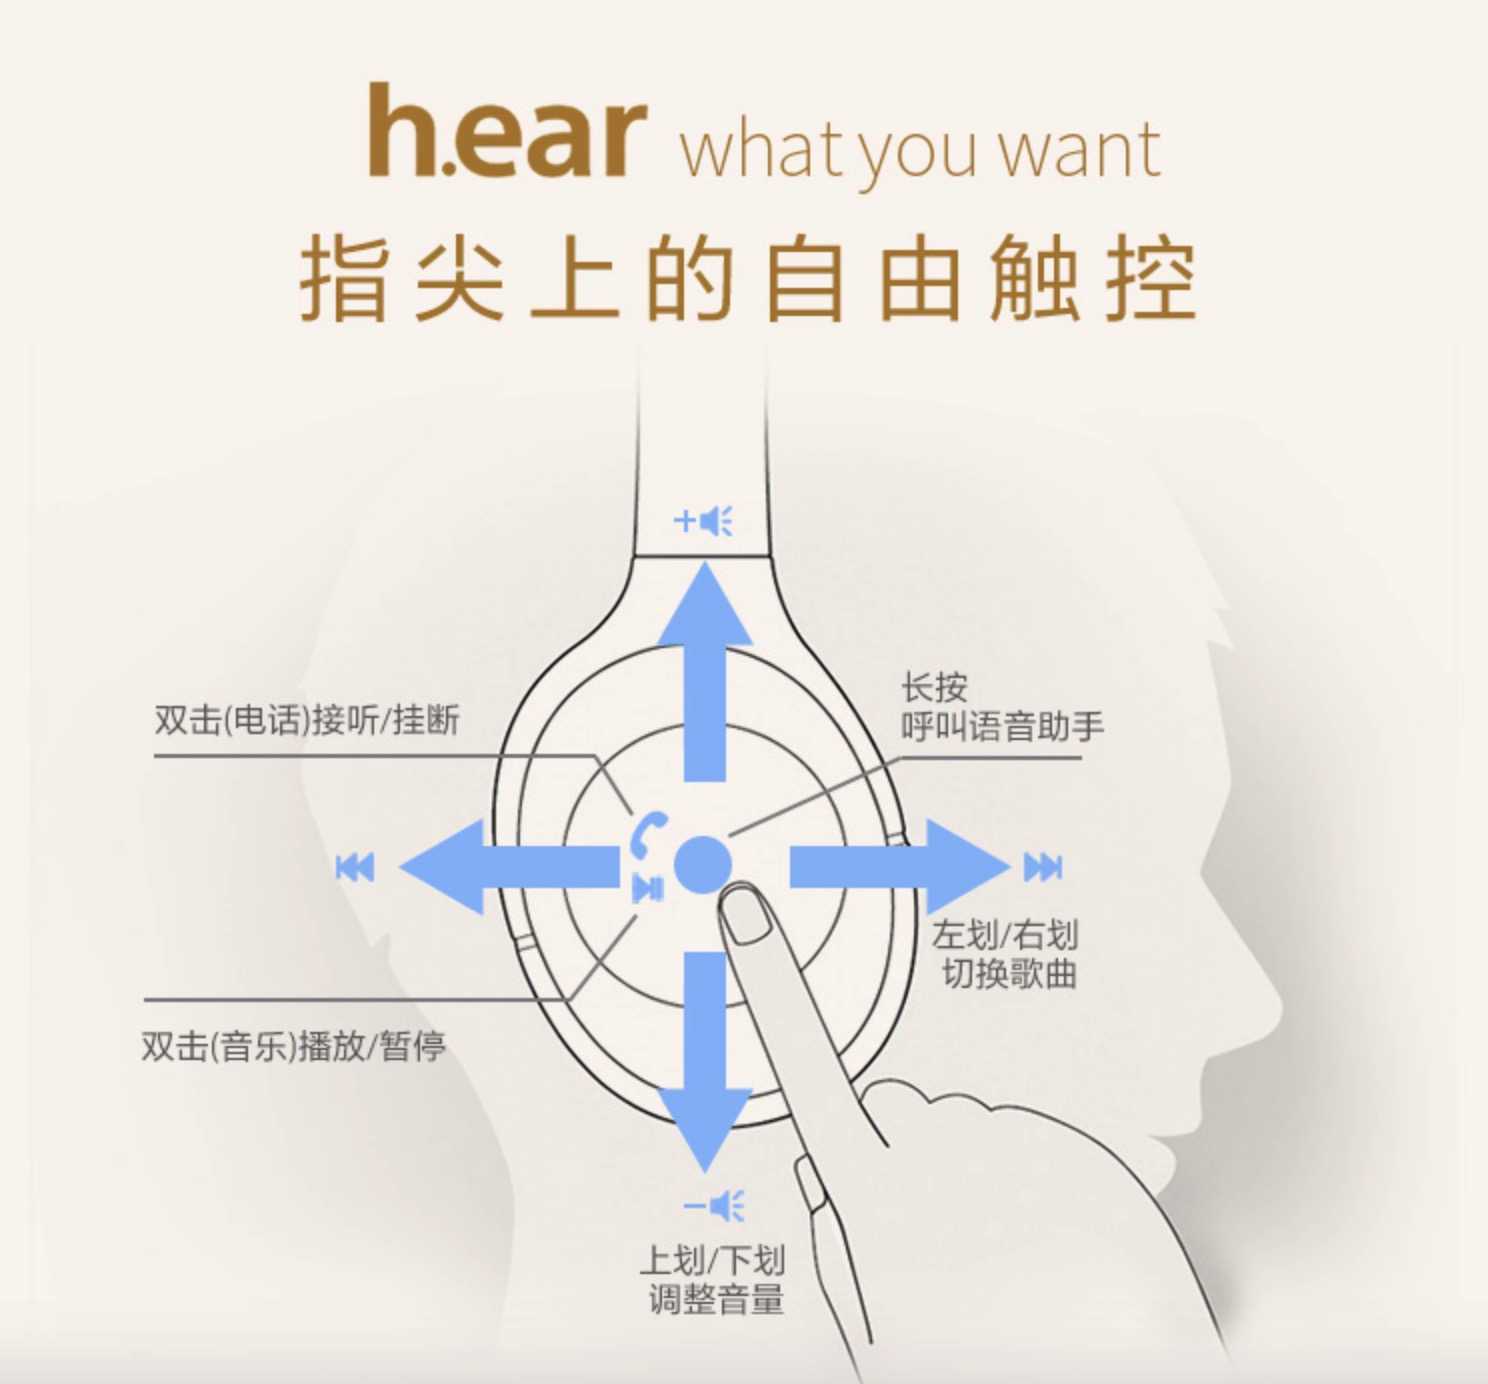 h.ear what you want
指尖上的自由触控
双击(电话)接听/挂断
长按
呼叫语音助手
左划/右划
切换歌曲
双击(音乐)播放/暂停
上划/下划
调整音量